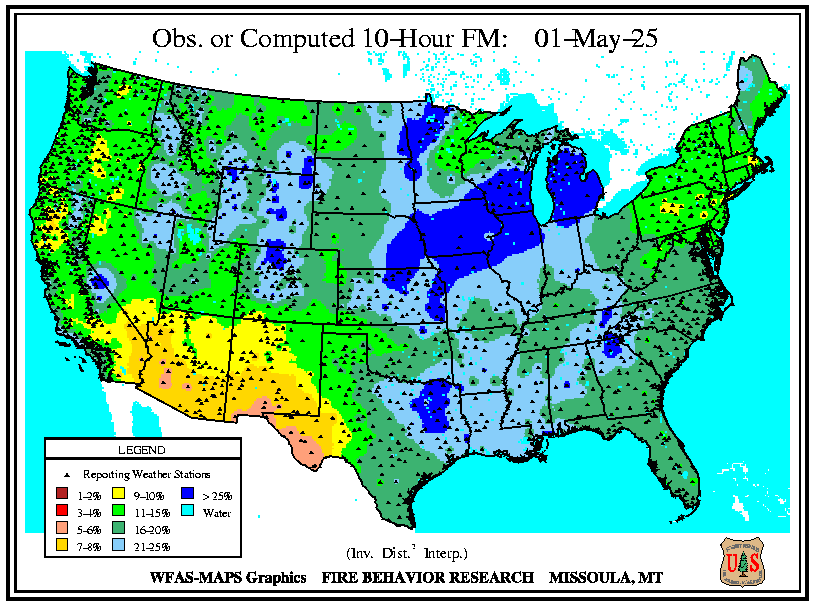 Obs. or Computed 10-Hour FM: 01-May-25
LEGEND
Reporting Weather Stations
1-2% 9-10% > 25%
3-4% 11-15% Water
5-6% 16-20%
7-8% 21-25%
(Inv. Dist.² Interp.)
WFAS-MAPS Graphics FIRE BEHAVIOR RESEARCH MISSOULA, MT
U S